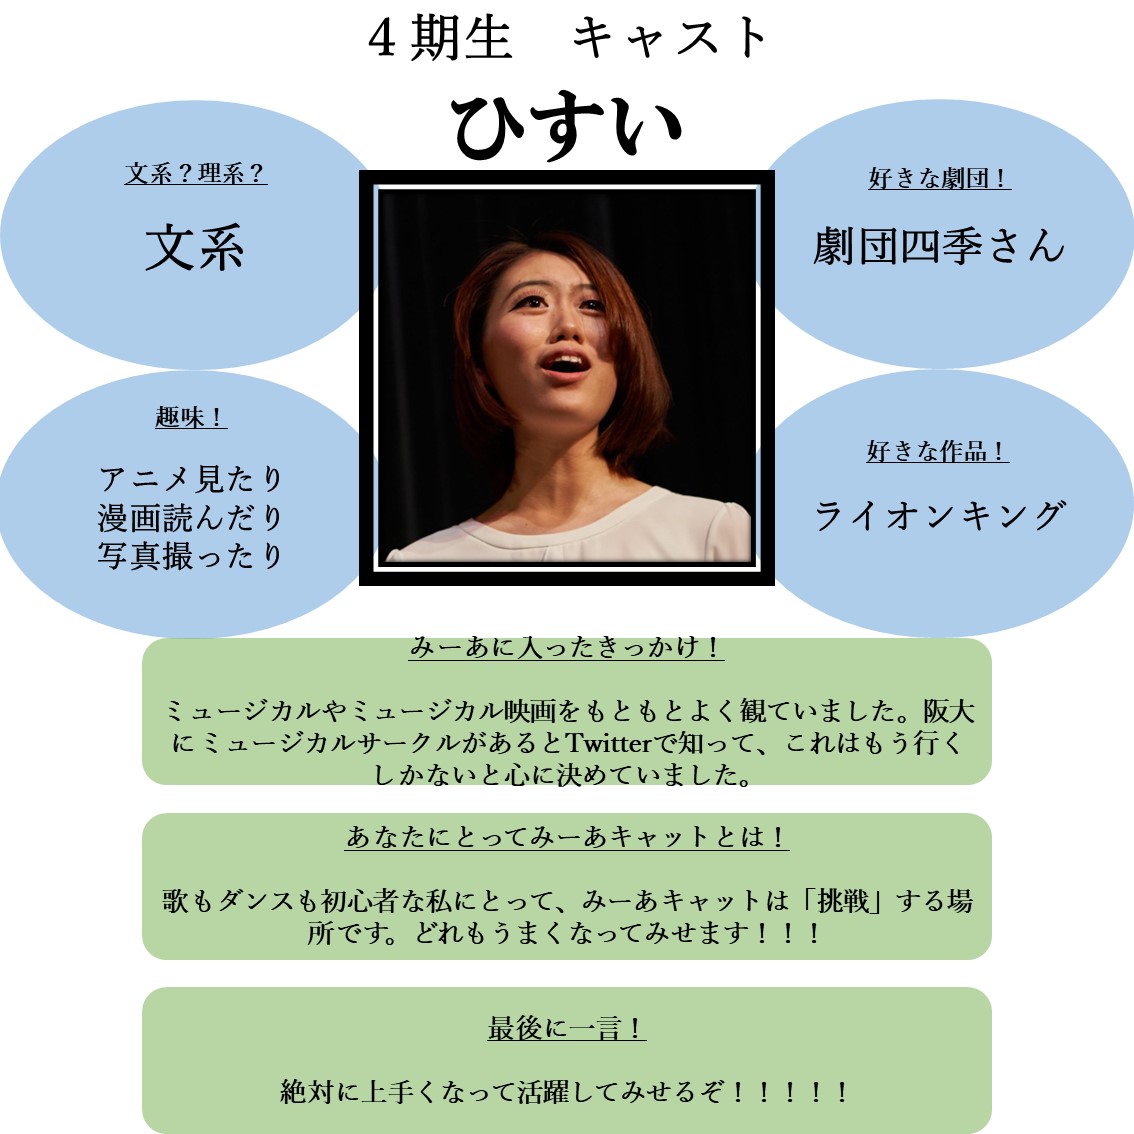 ４期生　キャスト
ひすい
文系？理系？
文系
好きな劇団！
劇団四季さん
趣味！
アニメ見たり
漫画読んだり
写真撮ったり
好きな作品！
ライオンキング
みーあに入ったきっかけ！
ミュージカルやミュージカル映画をもともとよく観ていました。阪大
にミュージカルサークルがあるとTwitterで知って、これはもう行く
しかないと心に決めていました。
あなたにとってみーあキャットとは！
歌もダンスも初心者な私にとって、みーあキャットは「挑戦」する場
所です。どれもうまくなってみせます！！！
最後に一言！
絶対に上手くなって活躍してみせるぞ！！！！！